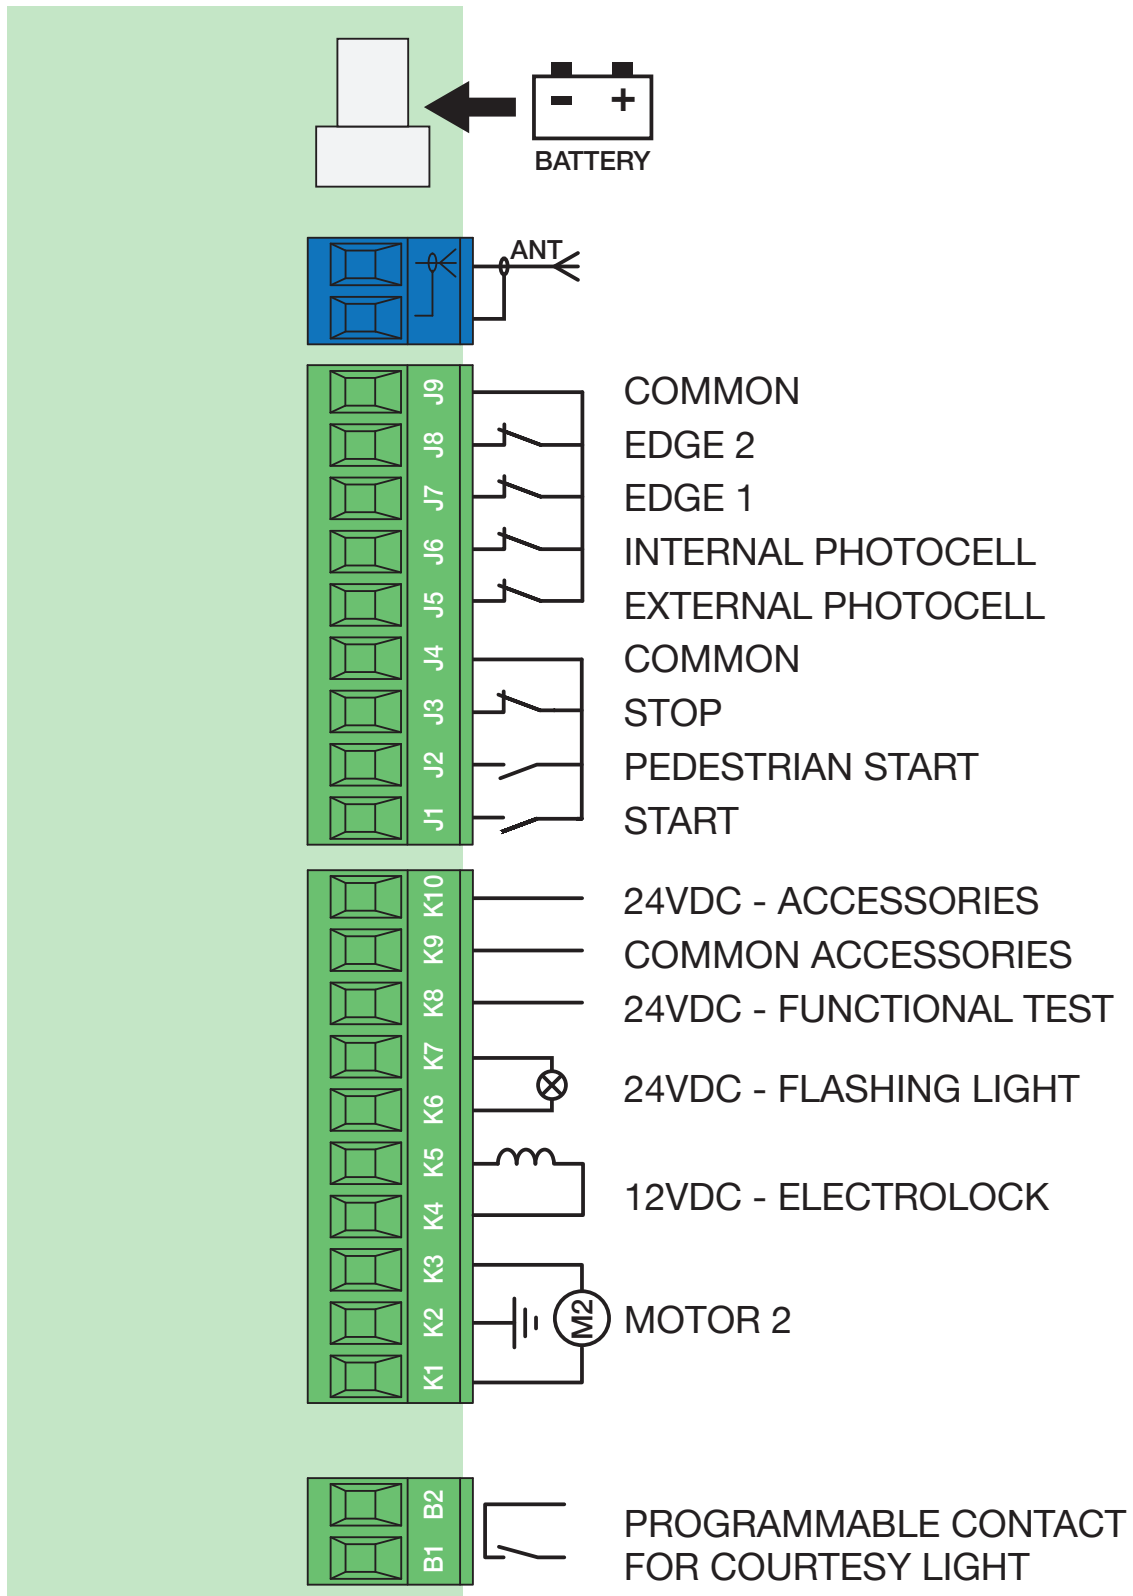 - +
BATTERY
ANT
J9 COMMON
J8 EDGE 2
J7 EDGE 1
J6 INTERNAL PHOTOCELL
J5 EXTERNAL PHOTOCELL
J4 COMMON
J3 STOP
J2 PEDESTRIAN START
J1 START
K10 24VDC - ACCESSORIES
K9 COMMON ACCESSORIES
K8 24VDC - FUNCTIONAL TEST
K7
24VDC - FLASHING LIGHT
K6
K5
12VDC - ELECTROLOCK
K4
K3
K2 M2 MOTOR 2
K1
B2
PROGRAMMABLE CONTACT
B1 FOR COURTESY LIGHT